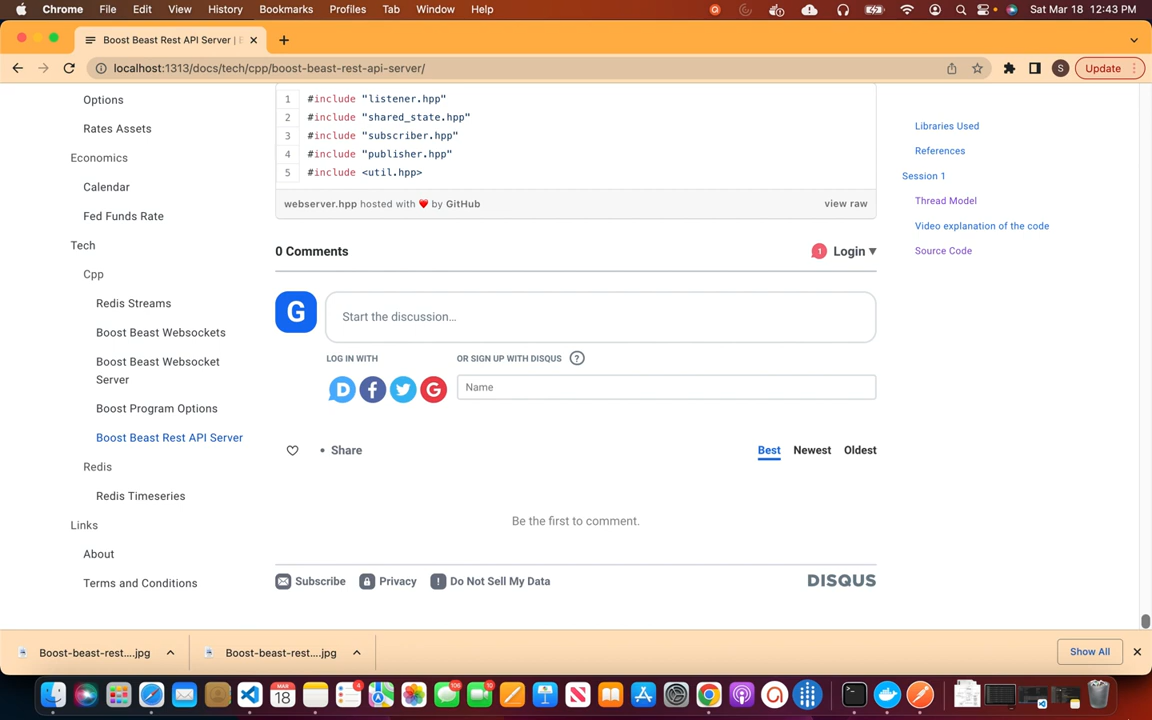 Chrome File Edit View History Bookmarks Profiles Tab Window Help Sat Mar 18 12:43 PM
Boost Beast Rest API Server |
localhost:1313/docs/tech/cpp/boost-beast-rest-api-server/ S Update
Options
Rates Assets
Economics
Calendar
Fed Funds Rate
Tech
Cpp
Redis Streams
Boost Beast Websockets
Boost Beast Websocket
Server
Boost Program Options
Boost Beast Rest API Server
Redis
Redis Timeseries
Links
About
Terms and Conditions
1 #include "listener.hpp"
2 #include "shared_state.hpp"
3 #include "subscriber.hpp"
4 #include "publisher.hpp"
5 #include <util.hpp>
webserver.hpp hosted with ❤ by GitHub view raw
0 Comments 1 Login
G Start the discussion…
LOG IN WITH OR SIGN UP WITH DISQUS ?
D f G Name
• Share Best Newest Oldest
Be the first to comment.
Subscribe Privacy ! Do Not Sell My Data DISQUS
Libraries Used
References
Session 1
Thread Model
Video explanation of the code
Source Code
Boost-beast-rest....jpg Boost-beast-rest....jpg Show All
MAR
18 4 106 10